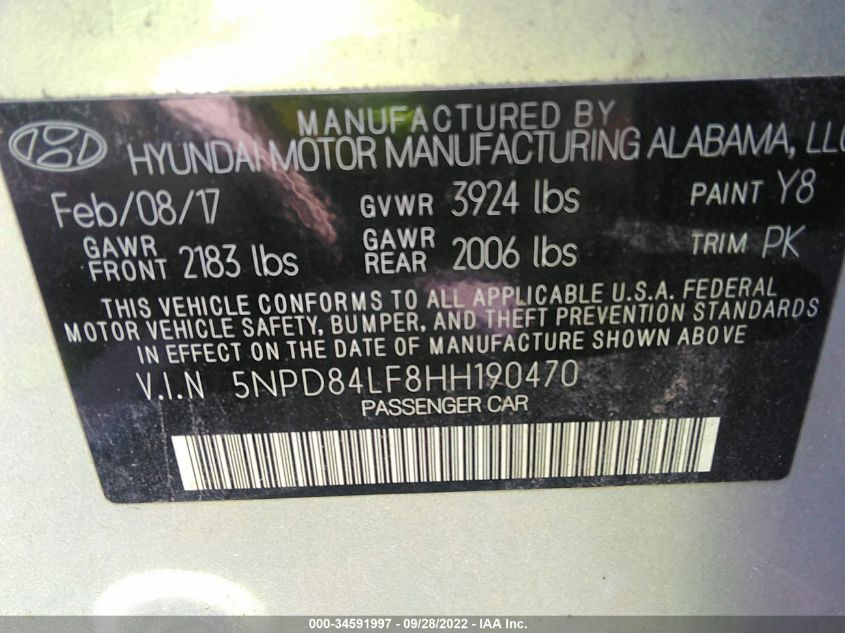 MANUFACTURED BY
HYUNDAI MOTOR MANUFACTURING ALABAMA, LLC
Feb/08/17 GVWR 3924 lbs PAINT Y8
GAWR FRONT 2183 lbs GAWR REAR 2006 lbs TRIM PK
THIS VEHICLE CONFORMS TO ALL APPLICABLE U.S.A. FEDERAL
MOTOR VEHICLE SAFETY, BUMPER, AND THEFT PREVENTION STANDARDS
IN EFFECT ON THE DATE OF MANUFACTURE SHOWN ABOVE
V.I.N 5NPD84LF8HH190470
PASSENGER CAR
000-34591997 - 09/28/2022 - IAA Inc.